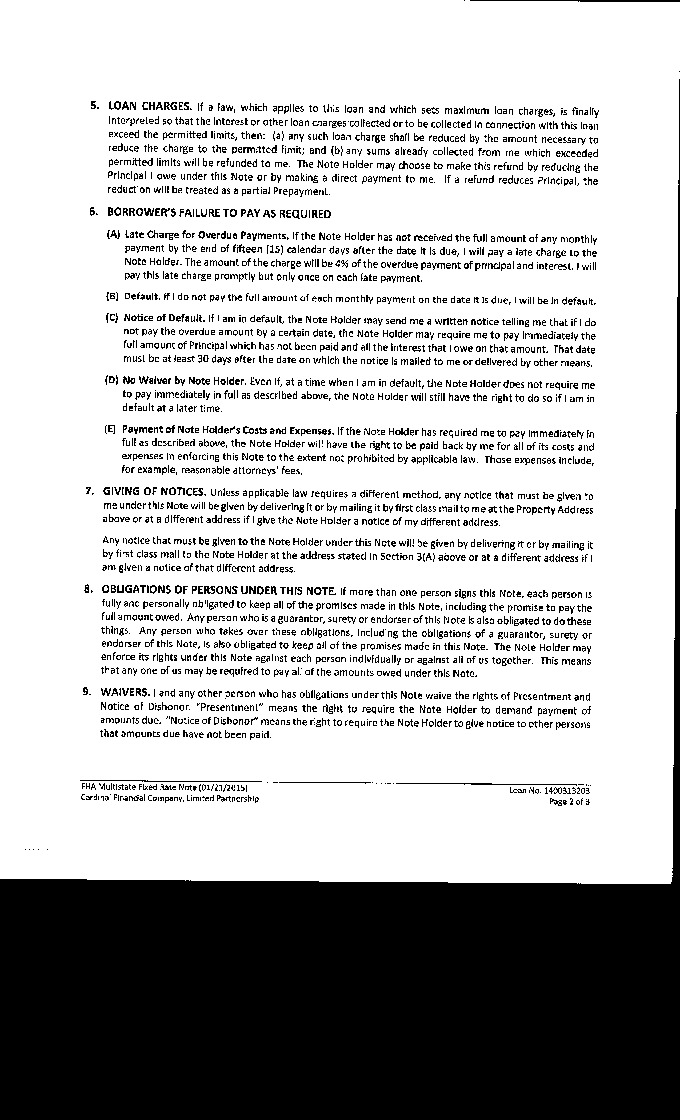 5. LOAN CHARGES. If a law, which applies to this loan and which sets maximum loan charges, is finally
interpreted so that the interest or other loan charges collected or to be collected in connection with this loan
exceed the permitted limits, then: (a) any such loan charge shall be reduced by the amount necessary to
reduce the charge to the permitted limit; and (b) any sums already collected from me which exceeded
permitted limits will be refunded to me. The Note Holder may choose to make this refund by reducing the
Principal I owe under this Note or by making a direct payment to me. If a refund reduces Principal, the
reduction will be treated as a partial Prepayment.
6. BORROWER'S FAILURE TO PAY AS REQUIRED
(A) Late Charge for Overdue Payments. If the Note Holder has not received the full amount of any monthly
payment by the end of fifteen (15) calendar days after the date it is due, I will pay a late charge to the
Note Holder. The amount of the charge will be 4% of the overdue payment of principal and interest. I will
pay this late charge promptly but only once on each late payment.
(B) Default. If I do not pay the full amount of each monthly payment on the date it is due, I will be in default.
(C) Notice of Default. If I am in default, the Note Holder may send me a written notice telling me that if I do
not pay the overdue amount by a certain date, the Note Holder may require me to pay immediately the
full amount of Principal which has not been paid and all the interest that I owe on that amount. That date
must be at least 30 days after the date on which the notice is mailed to me or delivered by other means.
(D) No Waiver by Note Holder. Even if, at a time when I am in default, the Note Holder does not require me
to pay immediately in full as described above, the Note Holder will still have the right to do so if I am in
default at a later time.
(E) Payment of Note Holder's Costs and Expenses. If the Note Holder has required me to pay immediately in
full as described above, the Note Holder will have the right to be paid back by me for all of its costs and
expenses in enforcing this Note to the extent not prohibited by applicable law. Those expenses include,
for example, reasonable attorneys' fees.
7. GIVING OF NOTICES. Unless applicable law requires a different method, any notice that must be given to
me under this Note will be given by delivering it or by mailing it by first class mail to me at the Property Address
above or at a different address if I give the Note Holder a notice of my different address.
Any notice that must be given to the Note Holder under this Note will be given by delivering it or by mailing it
by first class mail to the Note Holder at the address stated in Section 3(A) above or at a different address if I
am given a notice of that different address.
8. OBLIGATIONS OF PERSONS UNDER THIS NOTE. If more than one person signs this Note, each person is
fully and personally obligated to keep all of the promises made in this Note, including the promise to pay the
full amount owed. Any person who is a guarantor, surety or endorser of this Note is also obligated to do these
things. Any person who takes over these obligations, including the obligations of a guarantor, surety or
endorser of this Note, is also obligated to keep all of the promises made in this Note. The Note Holder may
enforce its rights under this Note against each person individually or against all of us together. This means
that any one of us may be required to pay all of the amounts owed under this Note.
9. WAIVERS. I and any other person who has obligations under this Note waive the rights of Presentment and
Notice of Dishonor. "Presentment" means the right to require the Note Holder to demand payment of
amounts due. "Notice of Dishonor" means the right to require the Note Holder to give notice to other persons
that amounts due have not been paid.
FHA Multistate Fixed Rate Note (01/21/2015)
Loan No. 1400313203
Cardinal Financial Company, Limited Partnership
Page 2 of 3